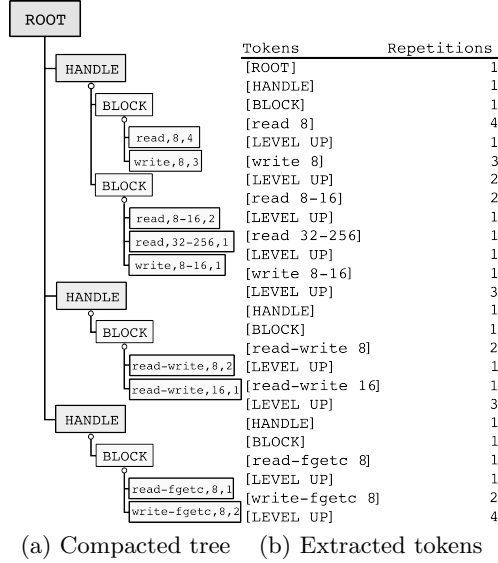 ROOT
HANDLE
BLOCK
read,8,4
write,8,3
BLOCK
read,8-16,2
read,32-256,1
write,8-16,1
HANDLE
BLOCK
read-write,8,2
read-write,16,1
HANDLE
BLOCK
read-fgetc,8,1
write-fgetc,8,2
(a) Compacted tree
Tokens Repetitions
[ROOT] 1
[HANDLE] 1
[BLOCK] 1
[read 8] 4
[LEVEL UP] 1
[write 8] 3
[LEVEL UP] 2
[read 8-16] 2
[LEVEL UP] 1
[read 32-256] 1
[LEVEL UP] 1
[write 8-16] 1
[LEVEL UP] 3
[HANDLE] 1
[BLOCK] 1
[read-write 8] 2
[LEVEL UP] 1
[read-write 16] 1
[LEVEL UP] 3
[HANDLE] 1
[BLOCK] 1
[read-fgetc 8] 1
[LEVEL UP] 1
[write-fgetc 8] 2
[LEVEL UP] 4
(b) Extracted tokens